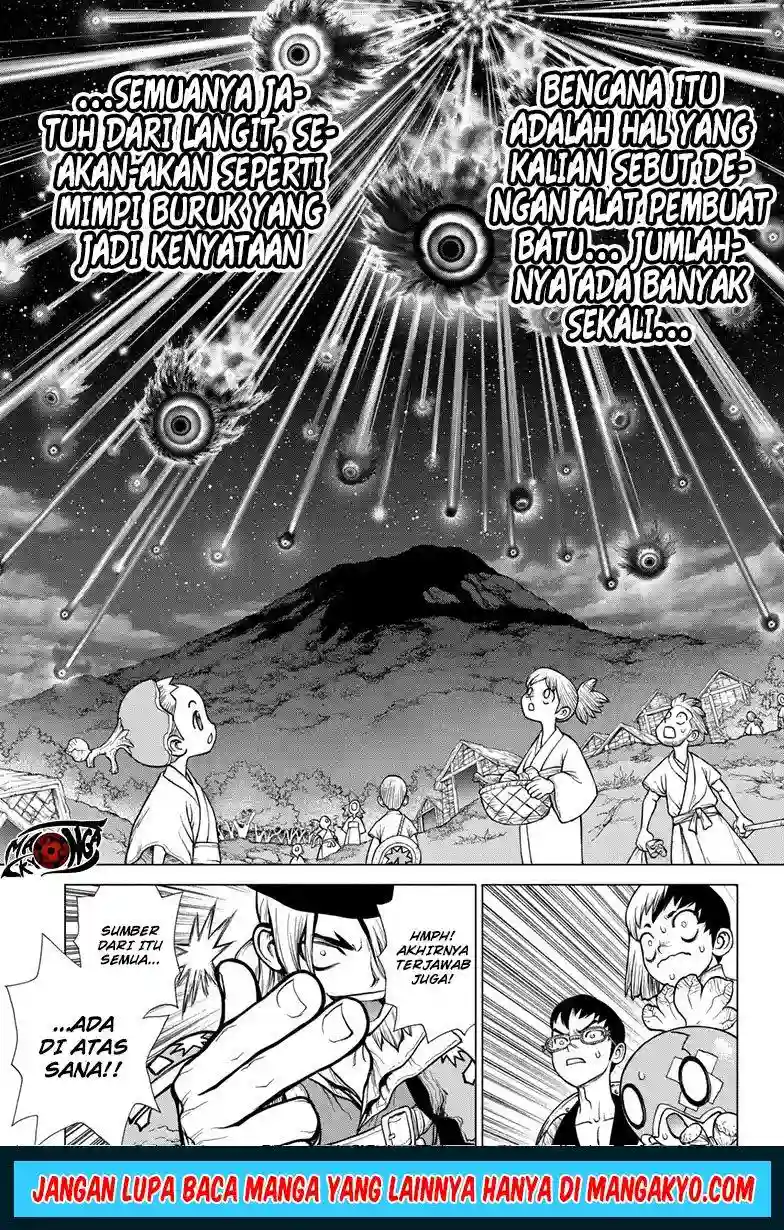 BENCANA ITU
ADALAH HAL YANG
KALIAN SEBUT DE-
NGAN ALAT PEMBUAT
BATU... JUMLAH-
NYA ADA BANYAK
SEKALI...
...SEMUANYA JA-
TUH DARI LANGIT, SE-
AKAN-AKAN SEPERTI
MIMPI BURUK YANG
JADI KENYATAAN
HMPH!
AKHIRNYA
TERJAWAB
JUGA!
SUMBER
DARI ITU
SEMUA...
...ADA
DI ATAS
SANA!!
JANGAN LUPA BACA MANGA YANG LAINNYA HANYA DI MANGAKYO.COM